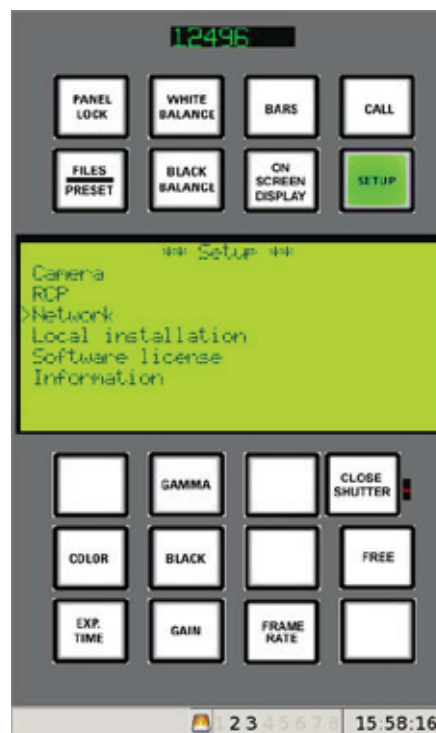 12496
PANEL LOCK
WHITE BALANCE
BARS
CALL
FILES PRESET
BLACK BALANCE
ON SCREEN DISPLAY
SETUP
** Setup **
Camera
RCP
>Network
Local installation
Software license
Information
GAMMA
CLOSE SHUTTER
COLOR
BLACK
FREE
EXP. TIME
GAIN
FRAME RATE
1 2 3 4 5 6 7 8 15:58:16